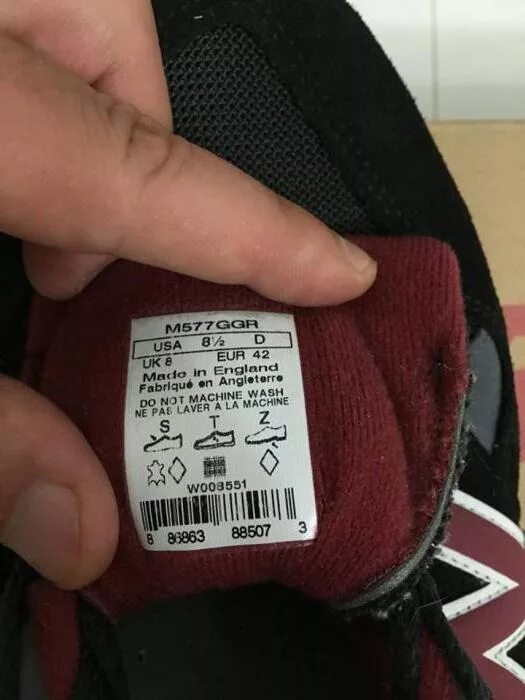 M577GGR
USA 8½ D
UK 8 EUR 42
Made in England
Fabriqué en Angleterre
DO NOT MACHINE WASH
NE PAS LAVER A LA MACHINE
S T Z
W008551
8 86863 88507 3